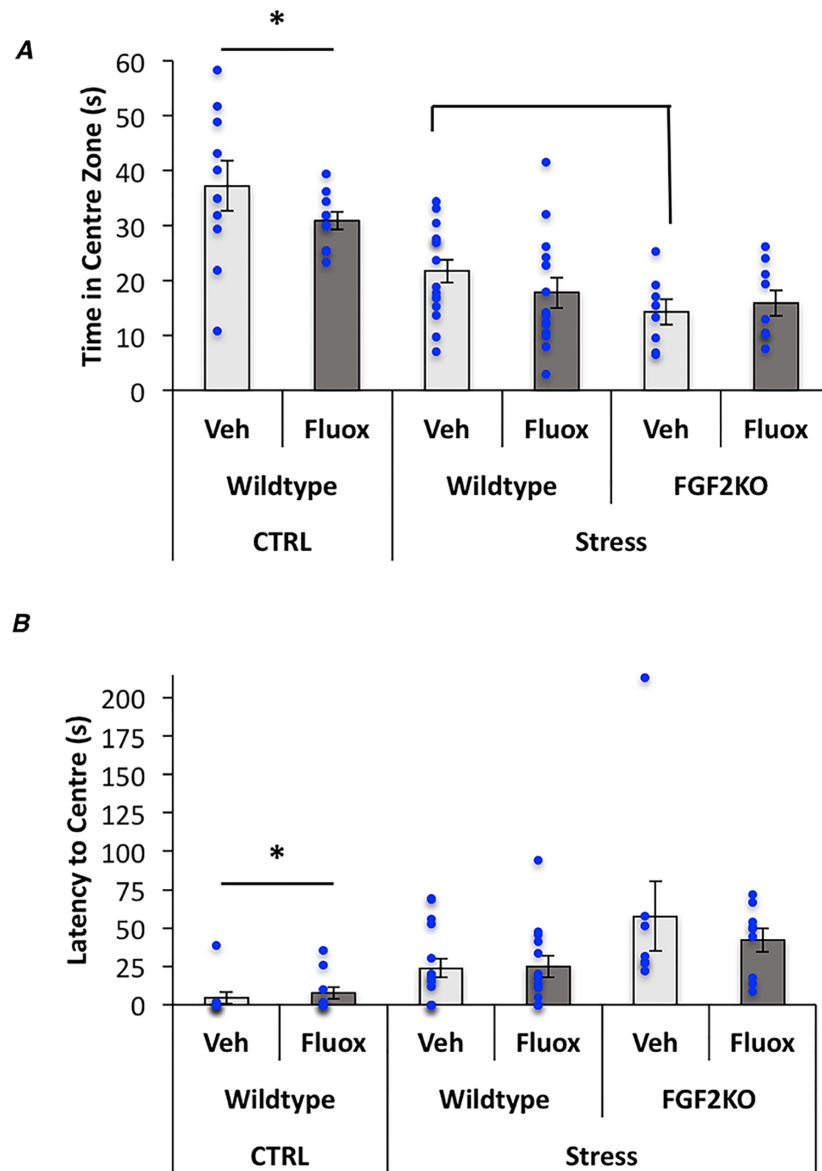 A
*
Time in Centre Zone (s)
60
50
40
30
20
10
0
Veh Fluox Veh Fluox Veh Fluox
Wildtype Wildtype FGF2KO
CTRL Stress
B
Latency to Centre (s)
200
175
150
125
100
75
50
25
0
*
Veh Fluox Veh Fluox Veh Fluox
Wildtype Wildtype FGF2KO
CTRL Stress